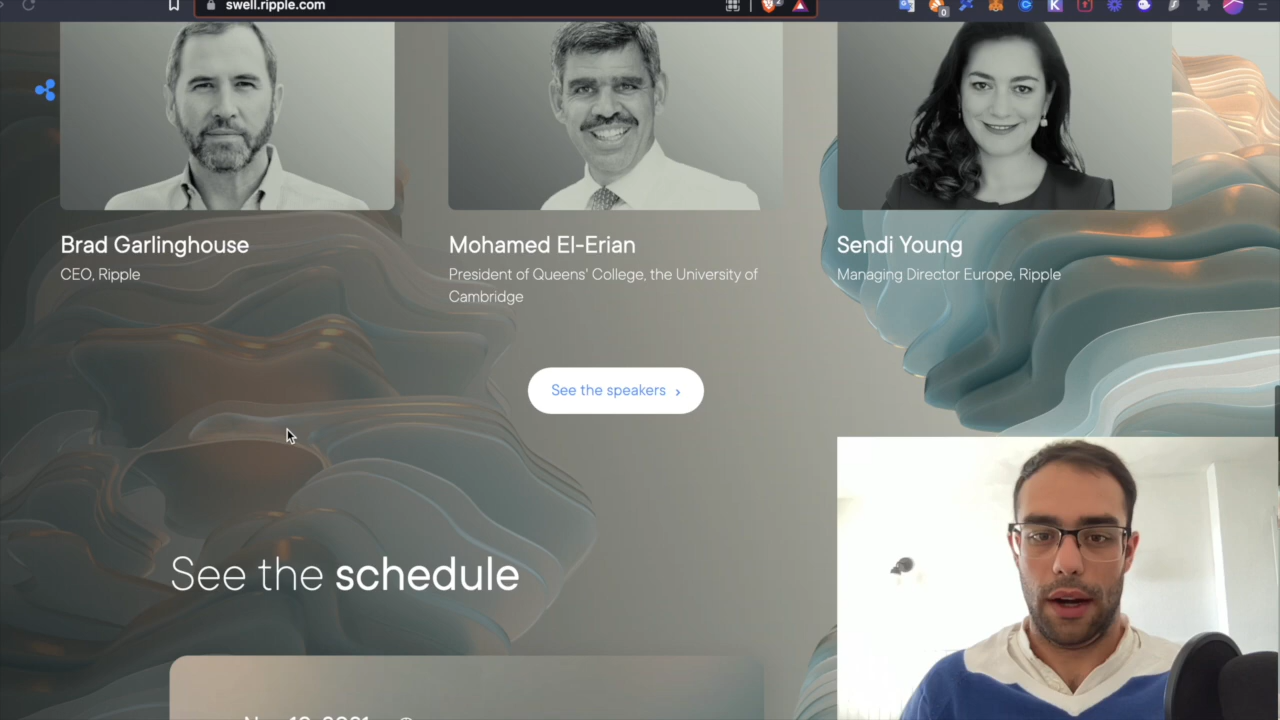 swell.ripple.com
Brad Garlinghouse
CEO, Ripple
Mohamed El-Erian
President of Queens' College, the University of
Cambridge
Sendi Young
Managing Director Europe, Ripple
See the speakers ›
See the schedule